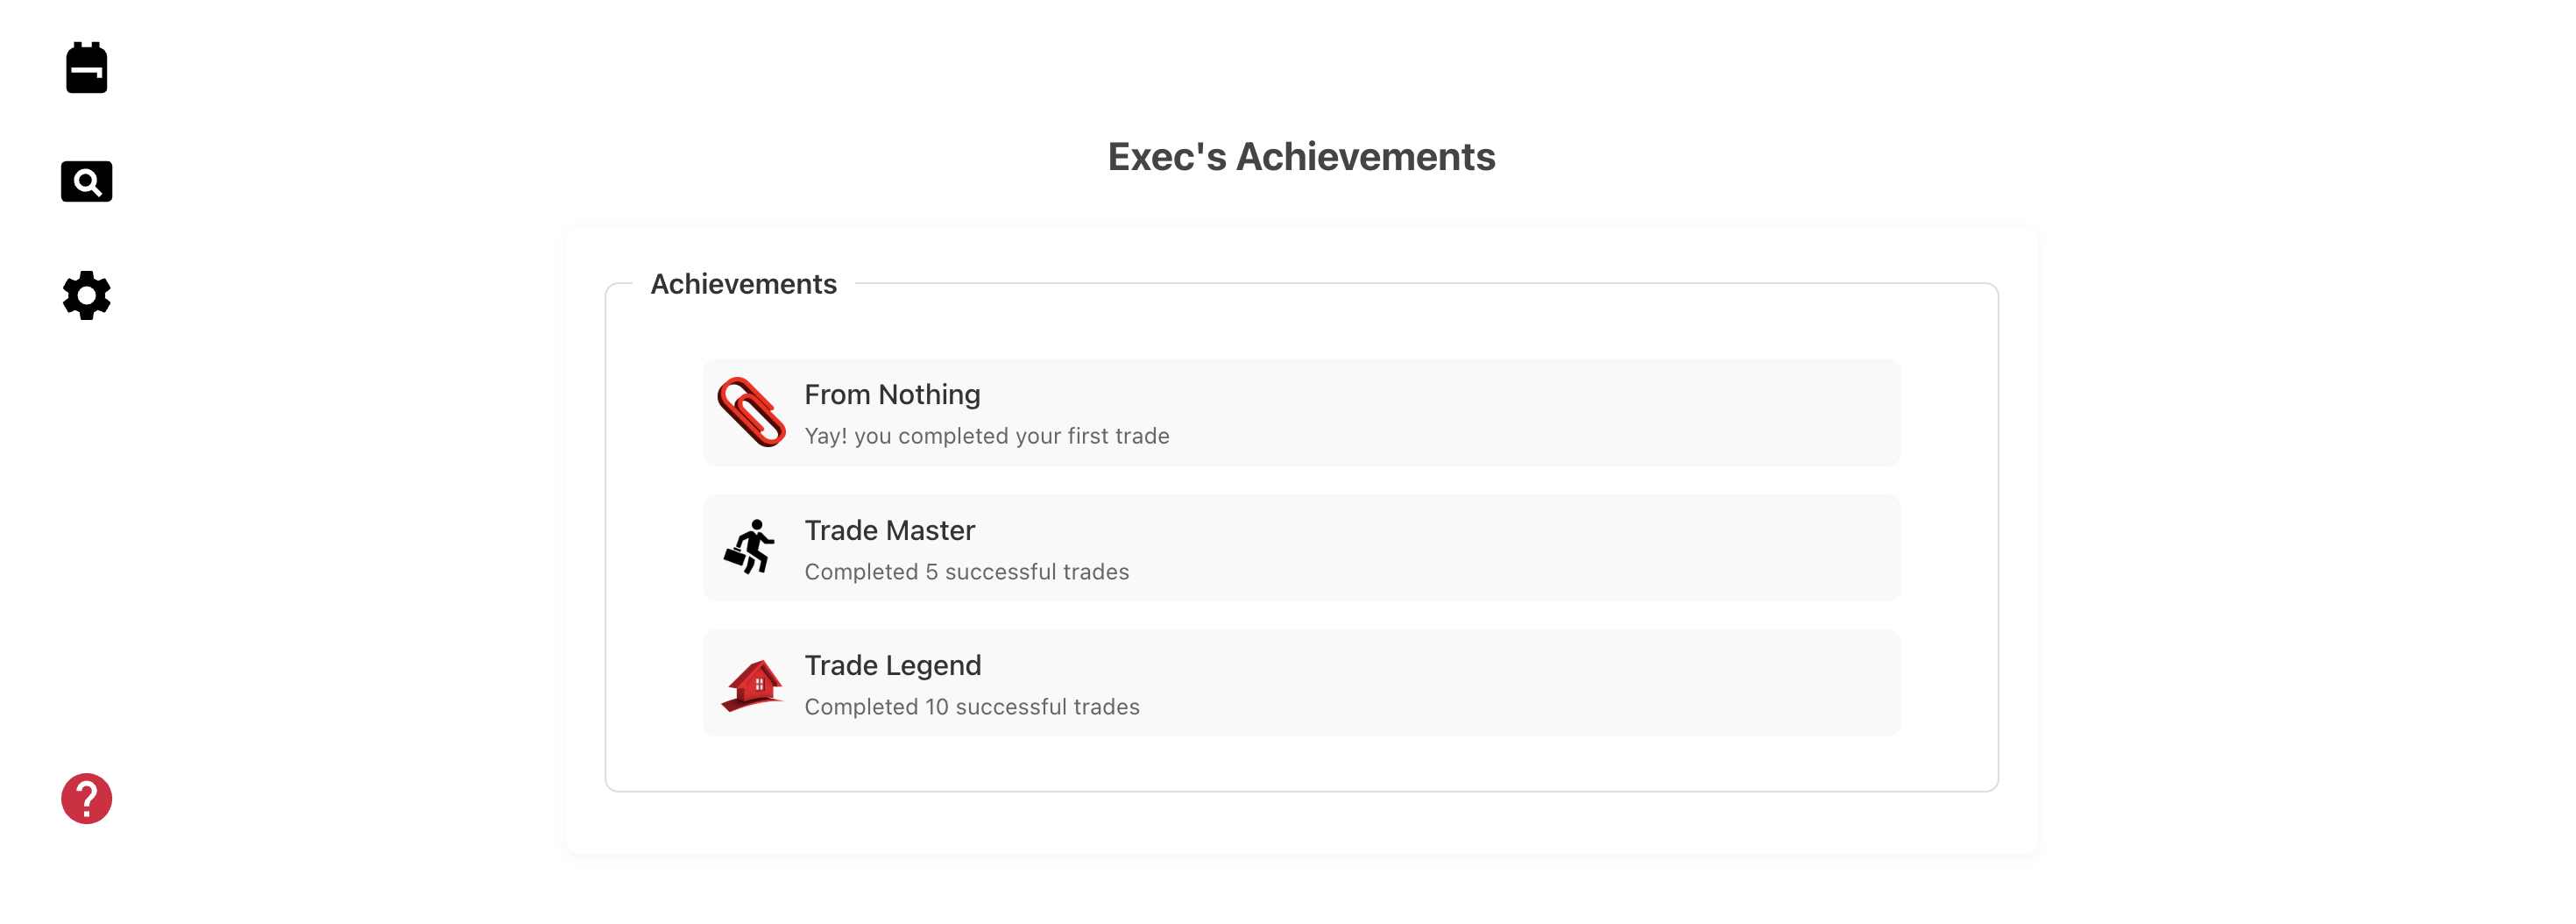 Exec's Achievements
Achievements
From Nothing
Yay! you completed your first trade
Trade Master
Completed 5 successful trades
Trade Legend
Completed 10 successful trades
?